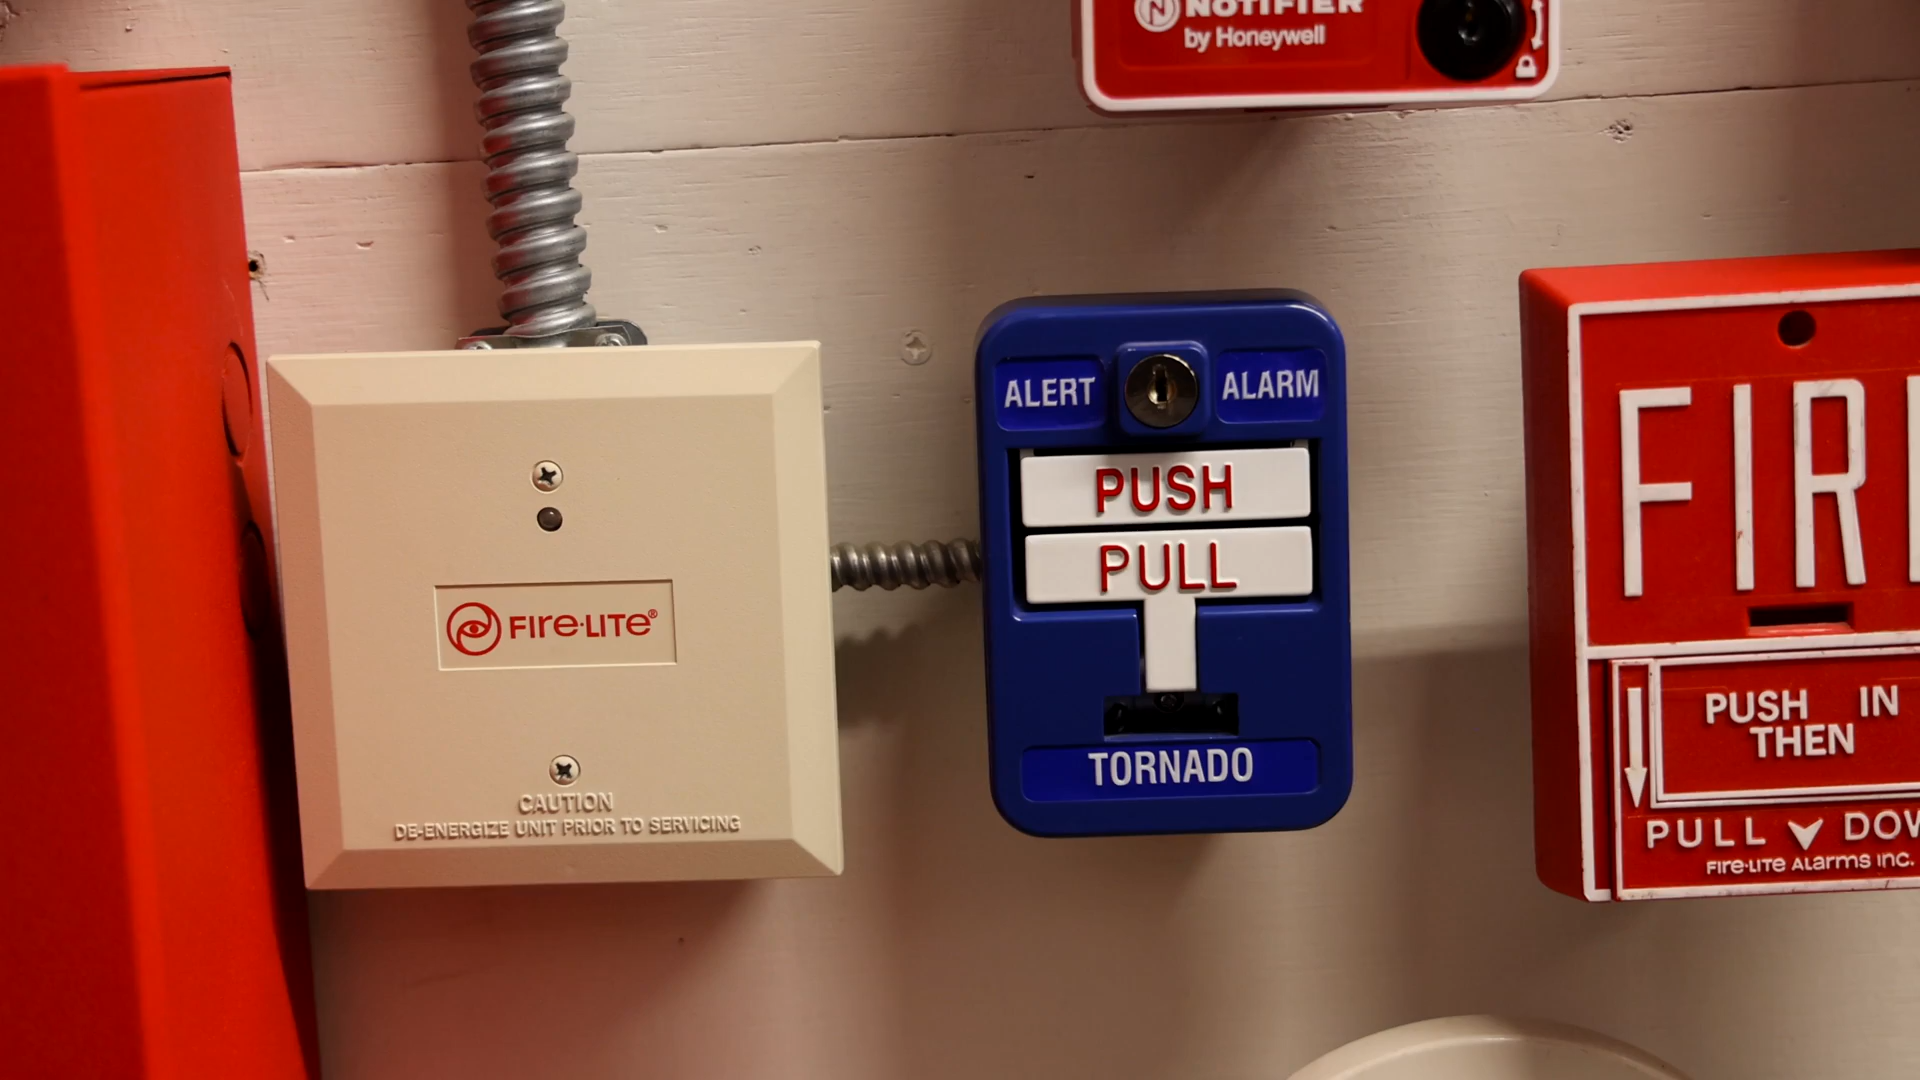 NOTIFIER
by Honeywell
ALERT
ALARM
PUSH
PULL
TORNADO
FIRE·LITE®
CAUTION
DE-ENERGIZE UNIT PRIOR TO SERVICING
FIR
PUSH IN
THEN
PULL DOW
FIRE·LITE ALARMS INC.